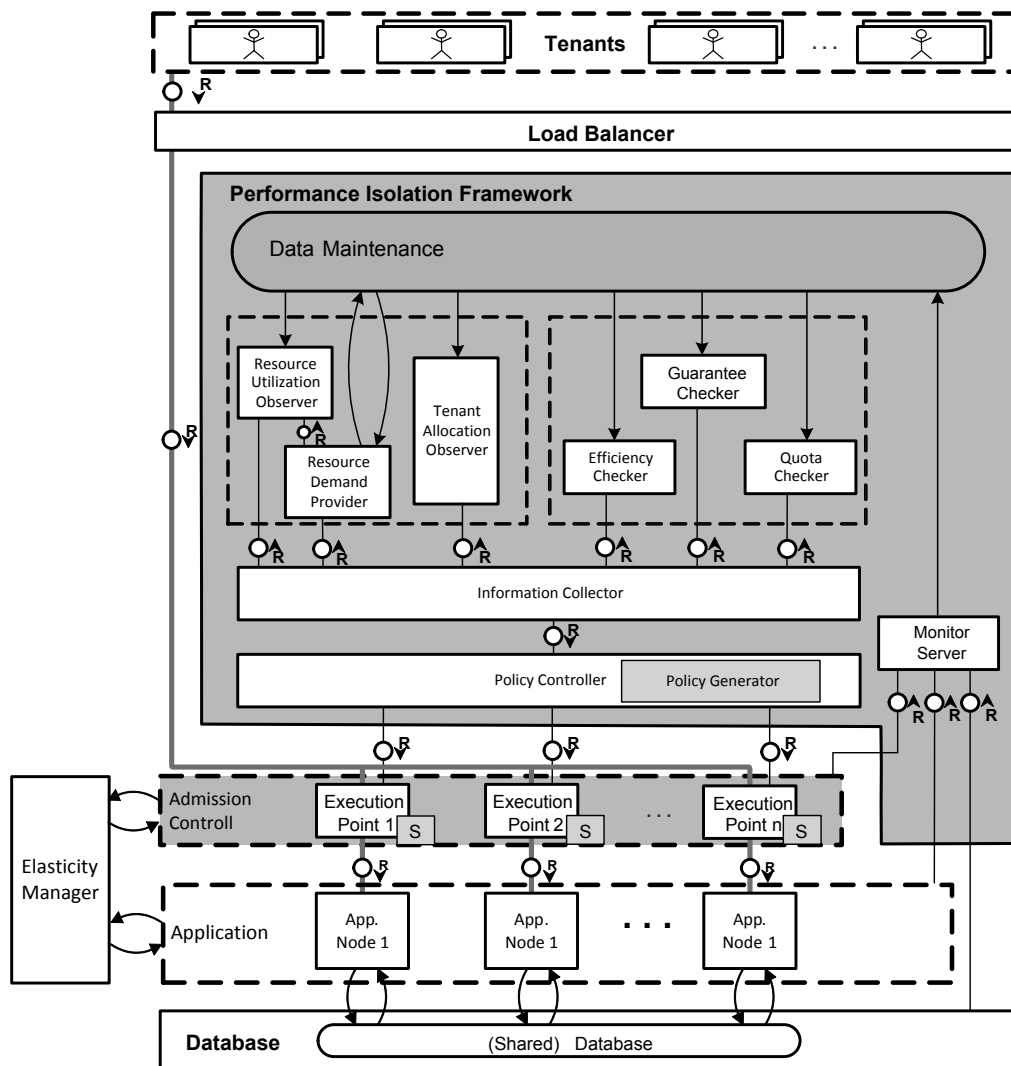 Tenants
. . .
R
Load Balancer
Performance Isolation Framework
Data Maintenance
Resource
Utilization
Observer
R
Resource
Demand
Provider
Tenant
Allocation
Observer
Guarantee
Checker
Efficiency
Checker
Quota
Checker
R
R
R
R
R
R
R
Information Collector
R
Policy Controller
Policy Generator
Monitor
Server
R
R
R
R
R
R
Admission
Controll
Execution
Point 1
S
Execution
Point 2
S
. . .
Execution
Point n
S
R
R
R
Elasticity
Manager
Application
App.
Node 1
App.
Node 1
. . .
App.
Node 1
Database
(Shared) Database